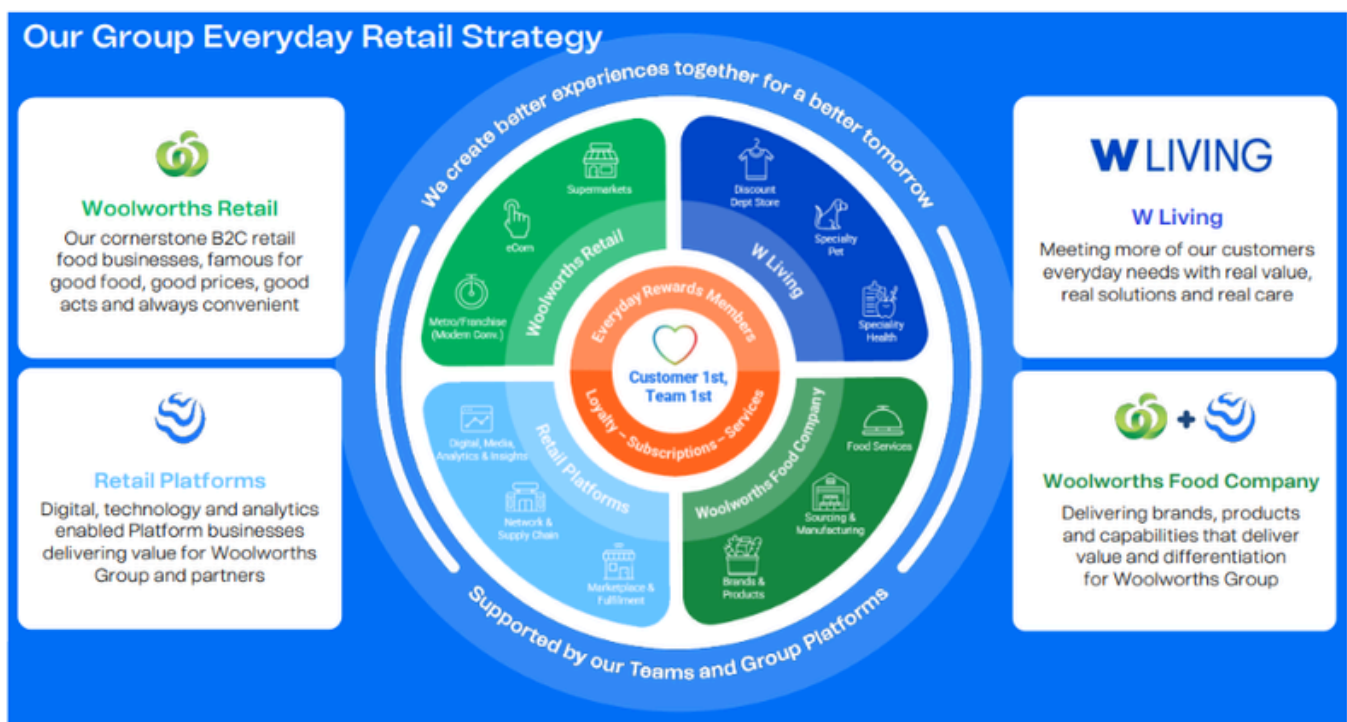 Our Group Everyday Retail Strategy
We create better experiences together for a better tomorrow
Woolworths Retail
Our cornerstone B2C retail
food businesses, famous for
good food, good prices, good
acts and always convenient
Retail Platforms
Digital, technology and analytics
enabled Platform businesses
delivering value for Woolworths
Group and partners
Supermarkets
eCom
Metro/Franchise
(Modern Conv.)
Woolworths Retail
Discount
Dept Store
Specialty
Pet
Speciality
Health
W Living
Everyday Rewards Members
Customer 1st,
Team 1st
Loyalty – Subscriptions – Services
Digital, Media,
Analytics & Insights
Network &
Supply Chain
Marketplace &
Fulfilment
Retail Platforms
Food Services
Sourcing &
Manufacturing
Brands &
Products
Woolworths Food Company
Supported by our Teams and Group Platforms
W LIVING
W Living
Meeting more of our customers
everyday needs with real value,
real solutions and real care
+
Woolworths Food Company
Delivering brands, products
and capabilities that deliver
value and differentiation
for Woolworths Group